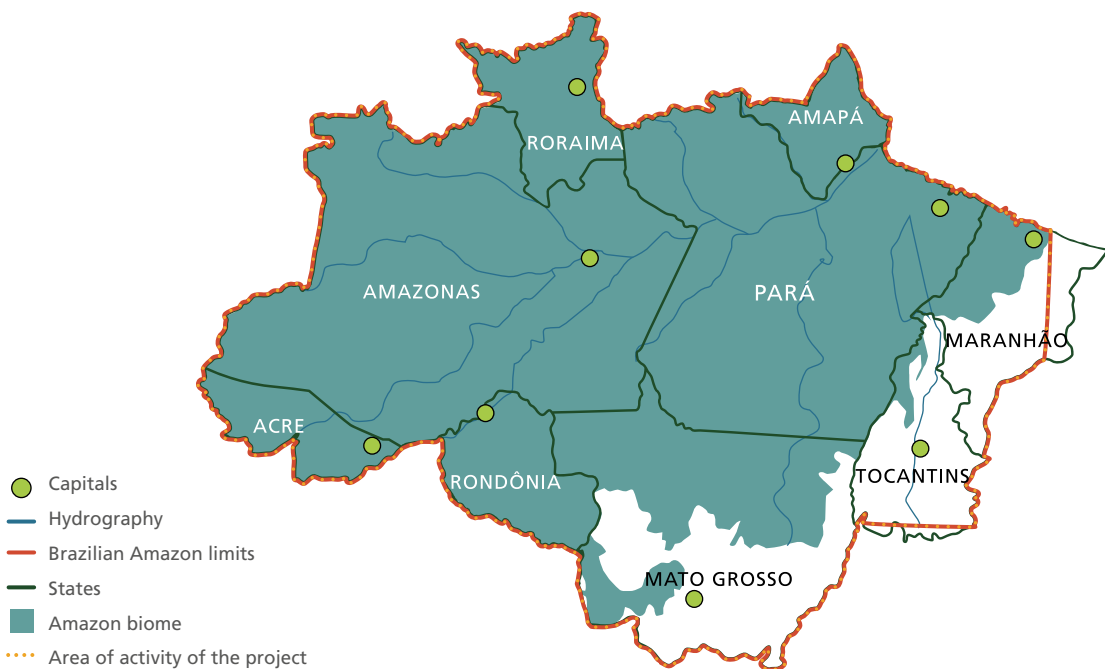 AMAPÁ
RORAIMA
AMAZONAS
PARÁ
MARANHÃO
ACRE
RONDÔNIA
TOCANTINS
MATO GROSSO
Capitals
Hydrography
Brazilian Amazon limits
States
Amazon biome
Area of activity of the project